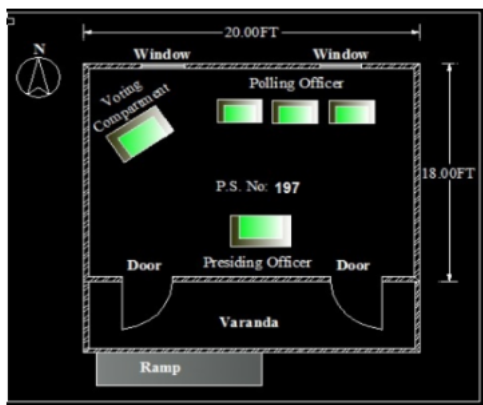 20.00FT
N
Window
Window
Voting
Compartment
Polling Officer
18.00FT
P.S. No: 197
Door
Presiding Officer
Door
Varanda
Ramp